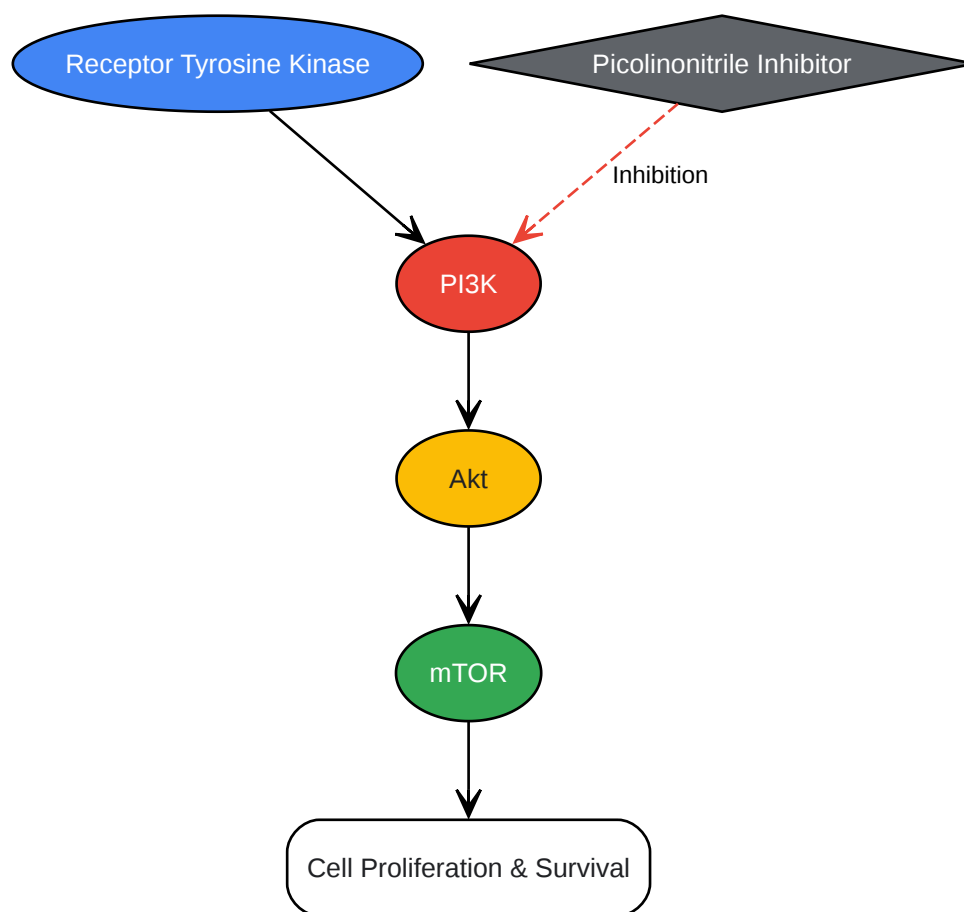 Receptor Tyrosine Kinase
Picolinonitrile Inhibitor
Inhibition
PI3K
Akt
mTOR
Cell Proliferation & Survival